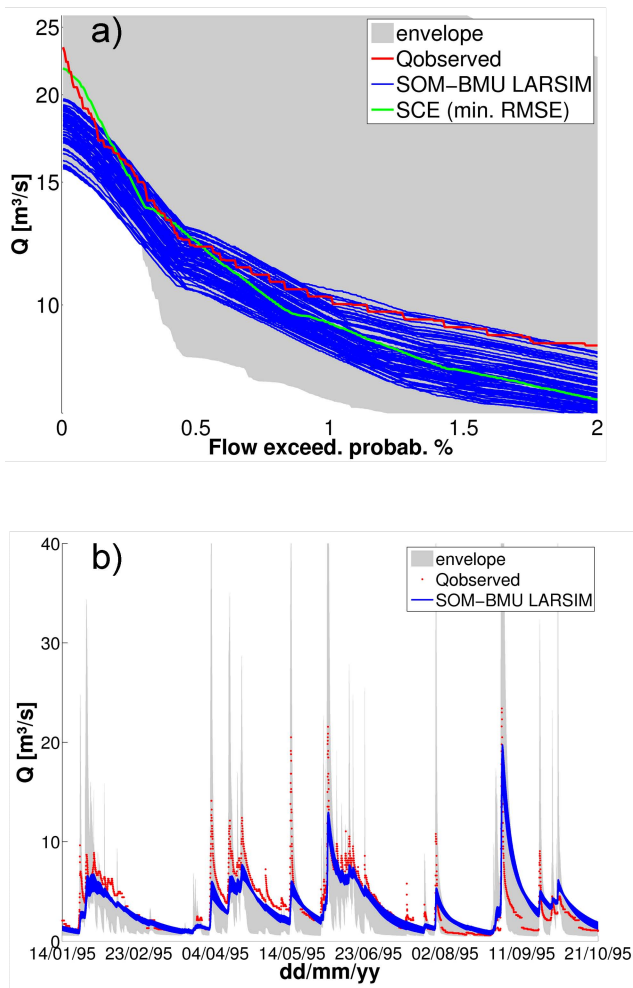 a)
envelope
Qobserved
SOM-BMU LARSIM
SCE (min. RMSE)
25
20
15
10
Q [m³/s]
0 0.5 1 1.5 2
Flow exceed. probab. %
b)
envelope
Qobserved
SOM-BMU LARSIM
40
30
20
10
0
Q [m³/s]
14/01/95 23/02/95 04/04/95 14/05/95 23/06/95 02/08/95 11/09/95 21/10/95
dd/mm/yy